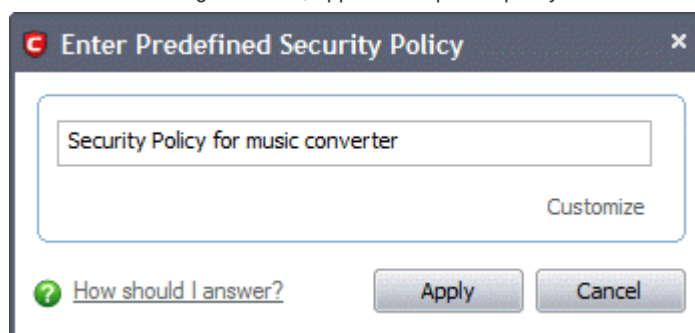 Enter Predefined Security Policy
Security Policy for music converter
Customize
How should I answer?
Apply
Cancel